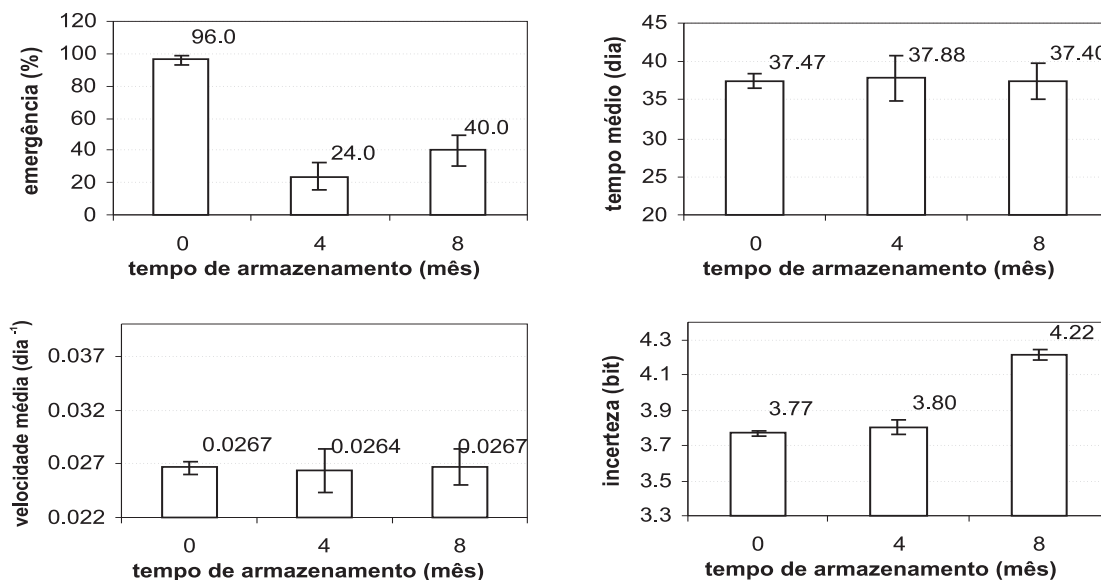 emergência (%)
120
100
80
60
40
20
0
96.0
24.0
40.0
0 4 8
tempo de armazenamento (mês)
tempo médio (dia)
45
40
35
30
25
20
37.47
37.88
37.40
0 4 8
tempo de armazenamento (mês)
velocidade média (dia⁻¹)
0.037
0.032
0.027
0.022
0.0267
0.0264
0.0267
0 4 8
tempo de armazenamento (mês)
incerteza (bit)
4.3
4.1
3.9
3.7
3.5
3.3
3.77
3.80
4.22
0 4 8
tempo de armazenamento (mês)